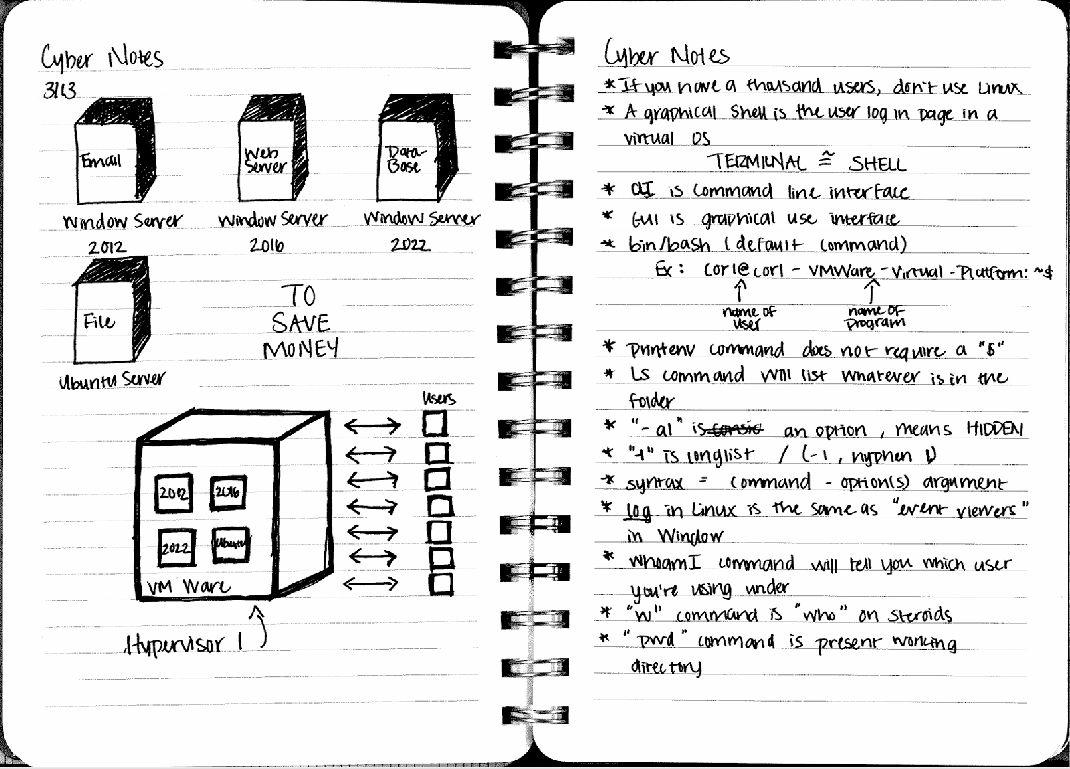 Cyber Notes
3/13
Email
Web
Server
Data-
Base
Window Server
2012
Window Server
2016
Window Server
2022
File
Ubuntu Server
TO
SAVE
MONEY
Users
2012
2016
2022
Ubuntu
VM Ware
Hypervisor 1
Cyber Notes
*If you have a thousand users, don't use Linux
* A graphical Shell is the user log in page in a
virtual OS
TERMINAL ≅ SHELL
* CLI is Command line interface
* GUI is graphical use interface
* bin/bash (default command)
Ex: cori@cori - VMWare - Virtual - Platform: ~$
name of
user
name of
program
* printenv command does not require a "$"
* LS command will list whatever is in the
folder
* "-al" is an option, means HIDDEN
* "-l" is longlist / (-l, hyphen l)
* syntax = command - option(s) argument
* log in Linux is the same as "event viewers"
in Window
* whoamI command will tell you which user
you're using under
* "w" command is "who" on steroids
* "pwd" command is present working
directory